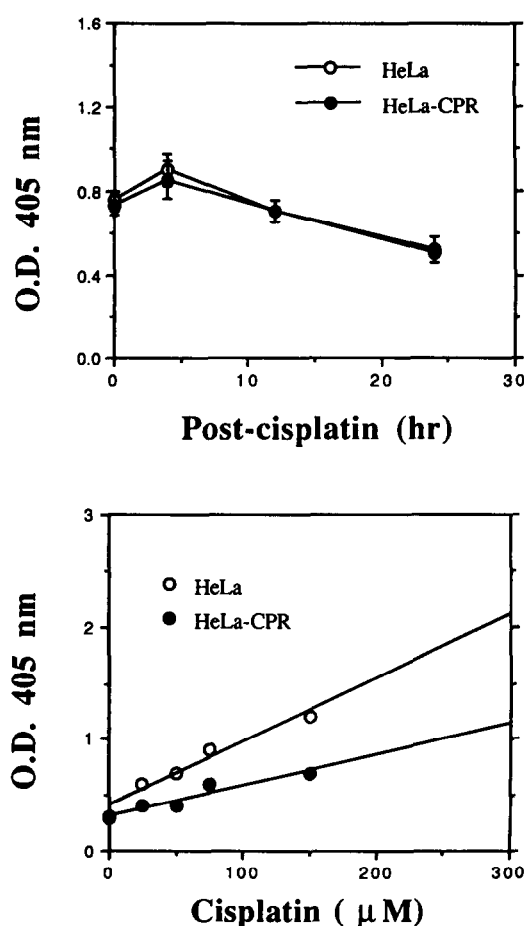 1.6
1.2
0.8
0.4
0.0
O.D. 405 nm
HeLa
HeLa-CPR
0 10 20 30
Post-cisplatin (hr)
3
2
1
0
O.D. 405 nm
HeLa
HeLa-CPR
0 100 200 300
Cisplatin ( μM)